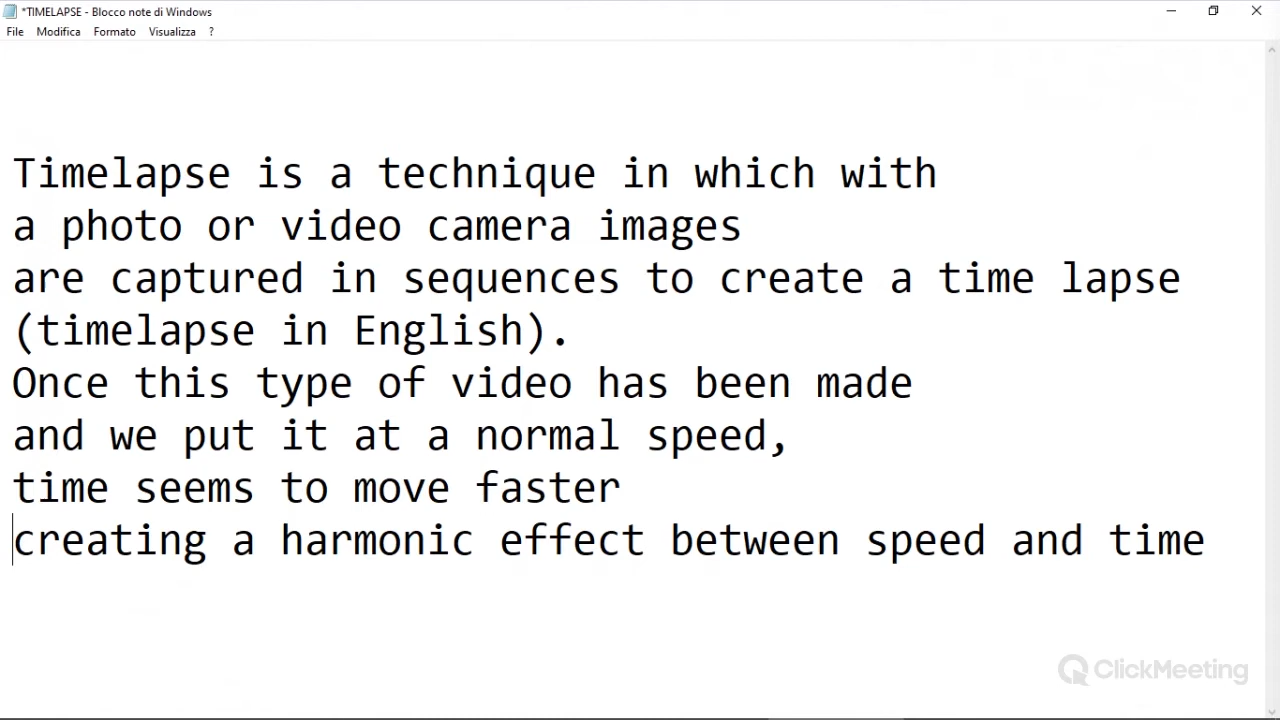 *TIMELAPSE - Blocco note di Windows
File Modifica Formato Visualizza ?
Timelapse is a technique in which with
a photo or video camera images
are captured in sequences to create a time lapse
(timelapse in English).
Once this type of video has been made
and we put it at a normal speed,
time seems to move faster
creating a harmonic effect between speed and time
ClickMeeting